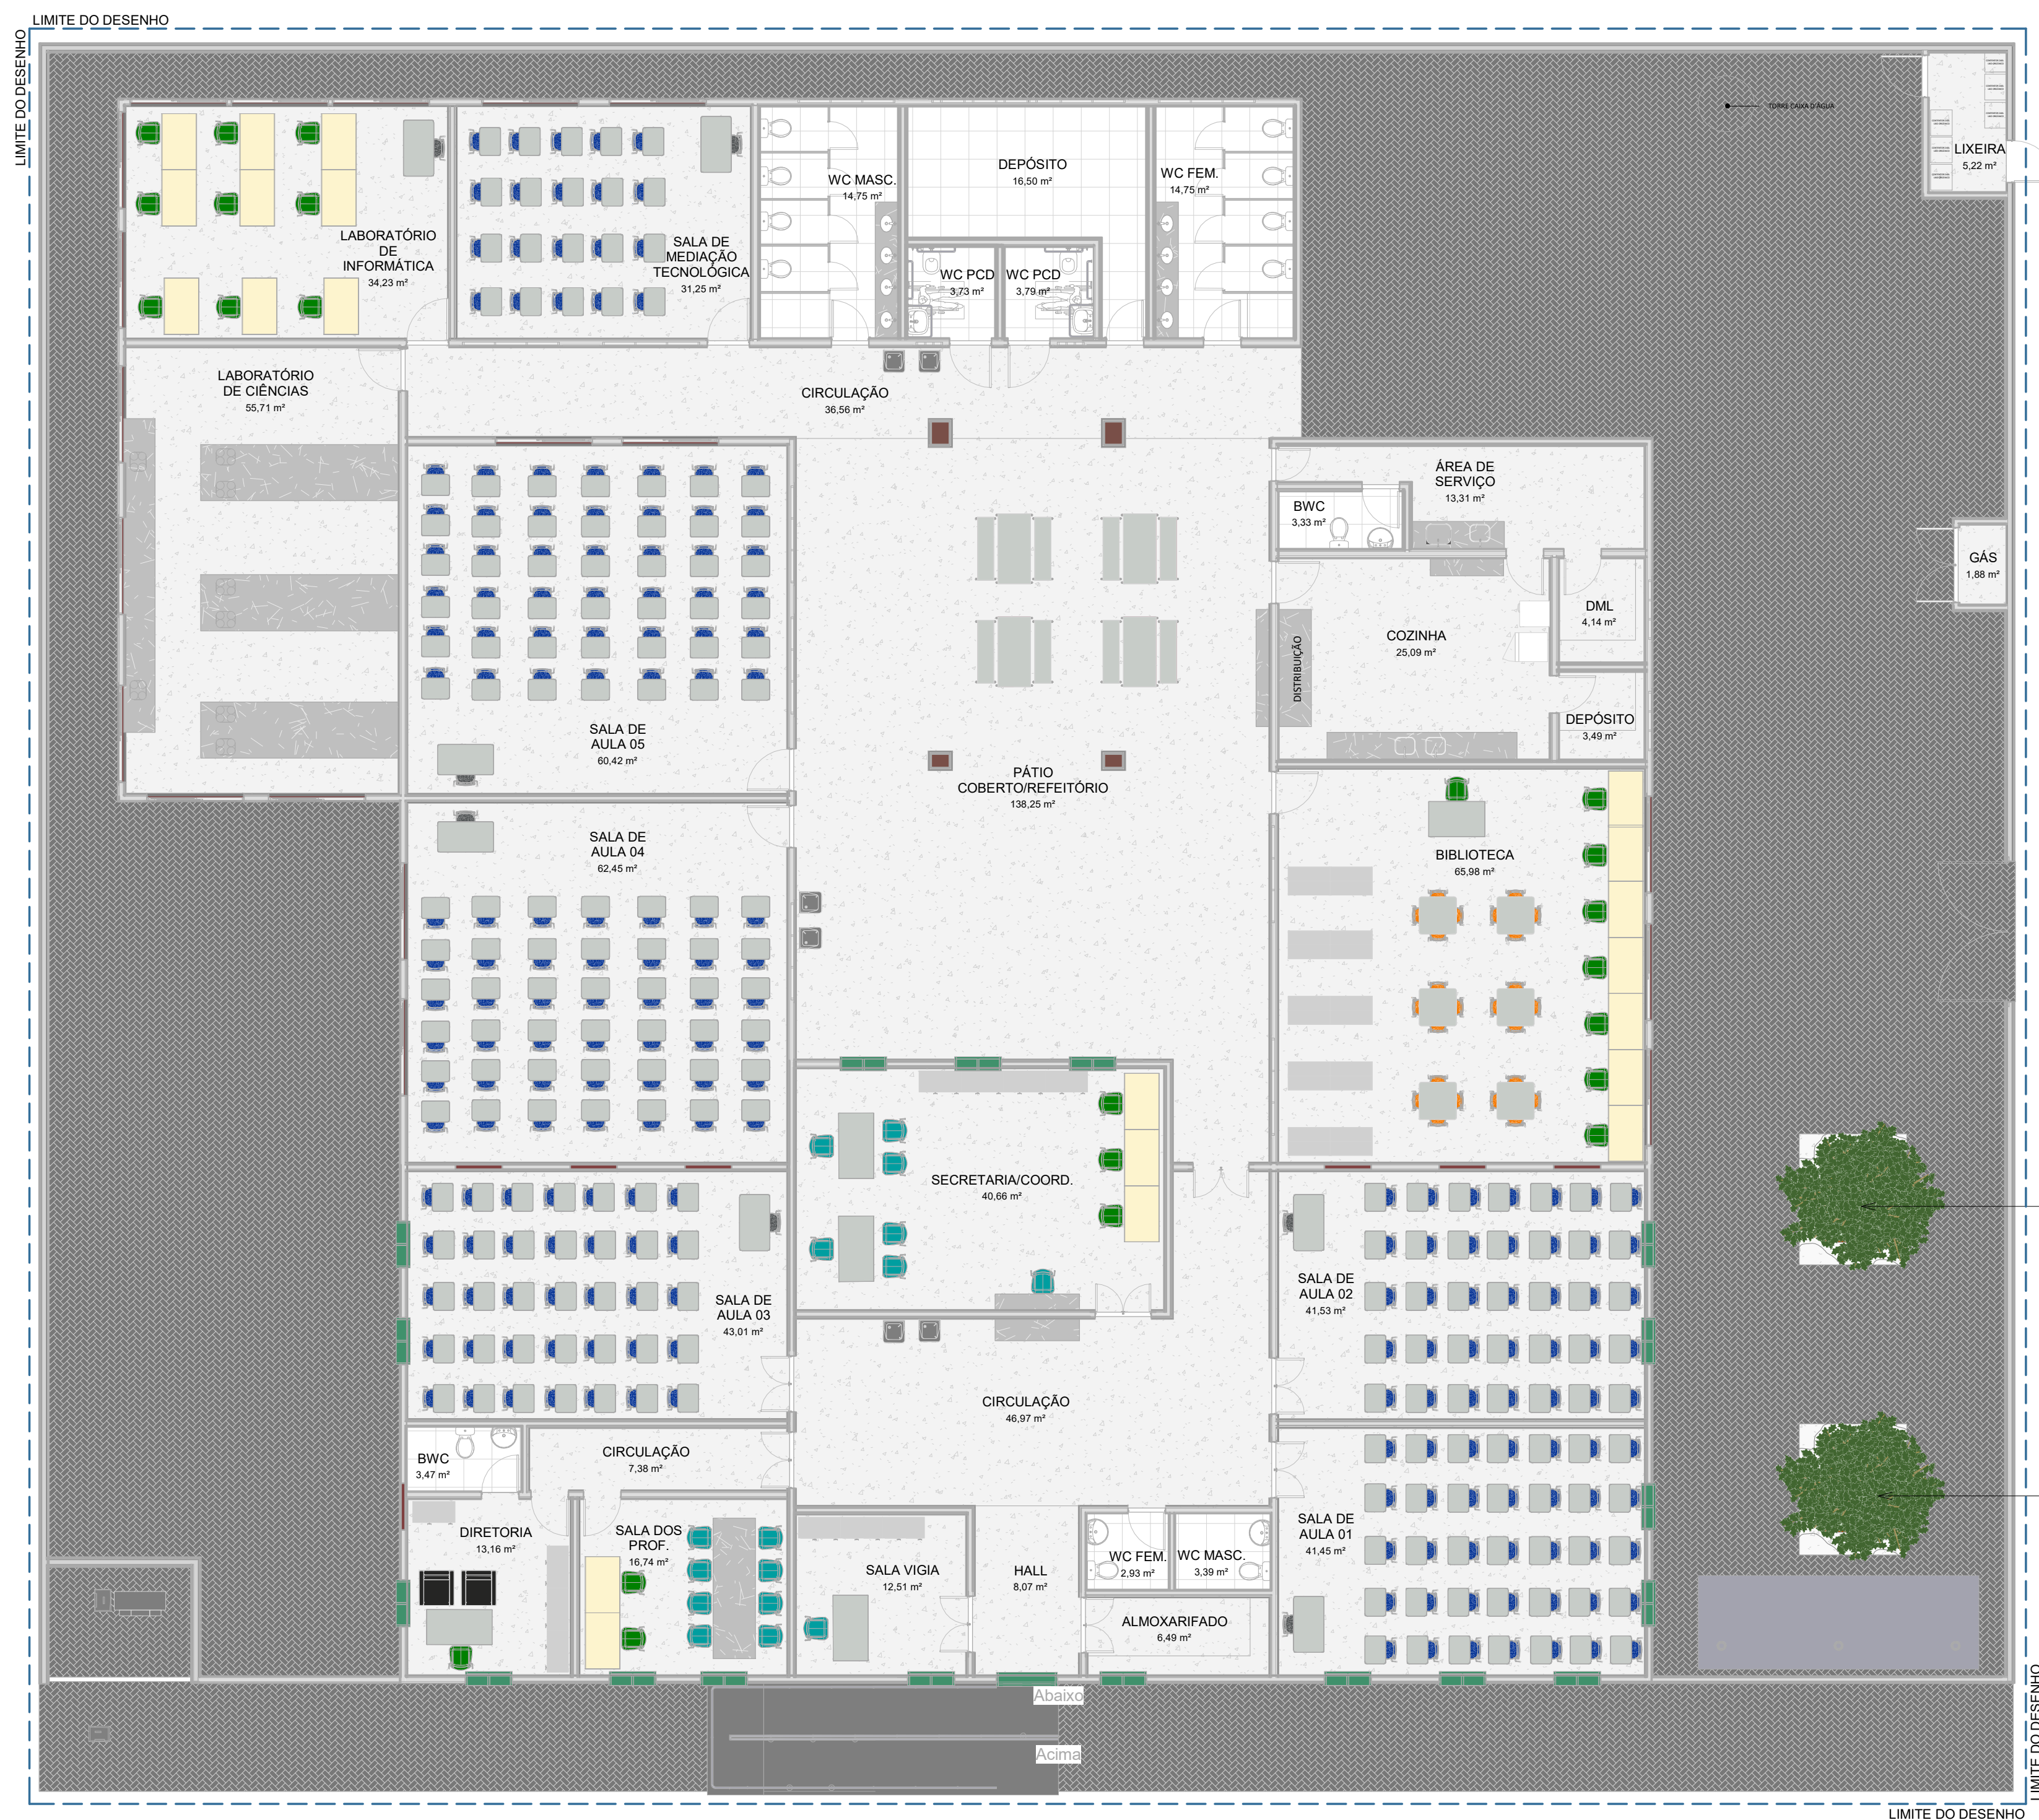 LIMITE DO DESENHO
LIMITE DO DESENHO
TORRE CAIXA D'ÁGUA
LIXEIRA
5,22 m²
DEPÓSITO
16,50 m²
WC MASC.
14,75 m²
WC FEM.
14,75 m²
LABORATÓRIO
DE
INFORMÁTICA
34,23 m²
SALA DE
MEDIAÇÃO
TECNOLÓGICA
31,25 m²
WC PCD
3,73 m²
WC PCD
3,79 m²
LABORATÓRIO
DE CIÊNCIAS
55,71 m²
CIRCULAÇÃO
36,56 m²
ÁREA DE
SERVIÇO
13,31 m²
BWC
3,33 m²
GÁS
1,88 m²
DML
4,14 m²
COZINHA
25,09 m²
DISTRIBUIÇÃO
DEPÓSITO
3,49 m²
SALA DE
AULA 05
60,42 m²
PÁTIO
COBERTO/REFEITÓRIO
138,25 m²
SALA DE
AULA 04
62,45 m²
BIBLIOTECA
65,98 m²
SECRETARIA/COORD.
40,66 m²
SALA DE
AULA 03
43,01 m²
SALA DE
AULA 02
41,53 m²
CIRCULAÇÃO
46,97 m²
BWC
3,47 m²
CIRCULAÇÃO
7,38 m²
DIRETORIA
13,16 m²
SALA DOS
PROF.
16,74 m²
SALA VIGIA
12,51 m²
HALL
8,07 m²
WC FEM.
2,93 m²
WC MASC.
3,39 m²
ALMOXARIFADO
6,49 m²
SALA DE
AULA 01
41,45 m²
Abaixo
Acima
LIMITE DO DESENHO
LIMITE DO DESENHO